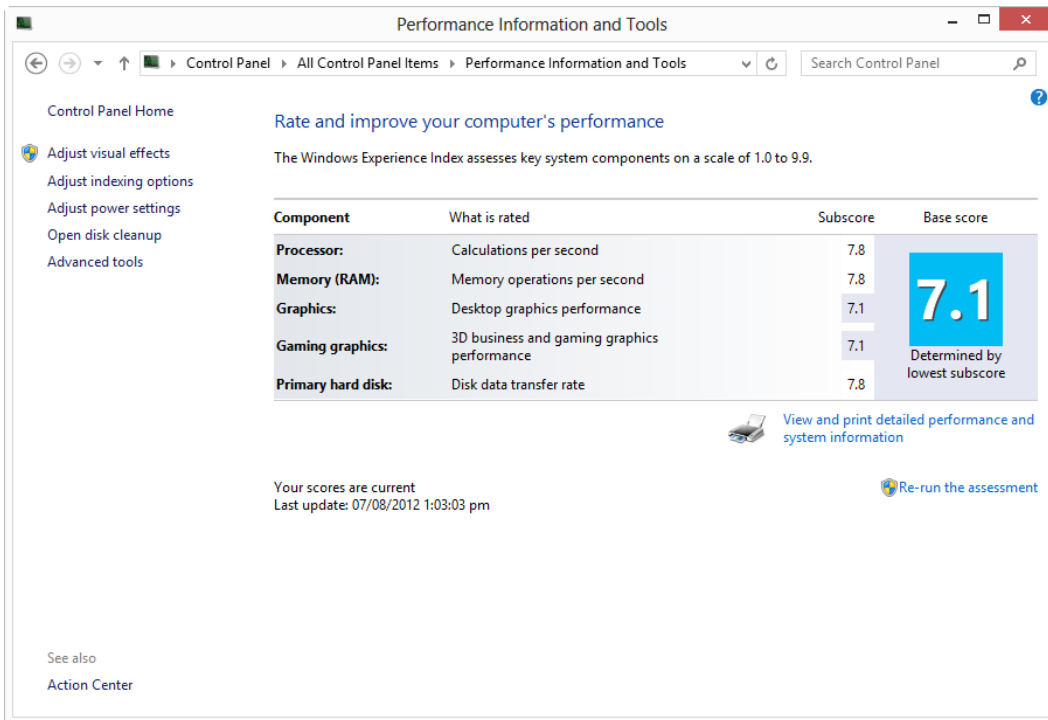 Performance Information and Tools
Control Panel All Control Panel Items Performance Information and Tools
Search Control Panel
Control Panel Home
Adjust visual effects
Adjust indexing options
Adjust power settings
Open disk cleanup
Advanced tools
Rate and improve your computer's performance
The Windows Experience Index assesses key system components on a scale of 1.0 to 9.9.
Component What is rated Subscore Base score
Processor: Calculations per second 7.8
Memory (RAM): Memory operations per second 7.8
Graphics: Desktop graphics performance 7.1
Gaming graphics: 3D business and gaming graphics
performance 7.1
Primary hard disk: Disk data transfer rate 7.8
7.1
Determined by
lowest subscore
View and print detailed performance and
system information
Your scores are current
Last update: 07/08/2012 1:03:03 pm
Re-run the assessment
See also
Action Center